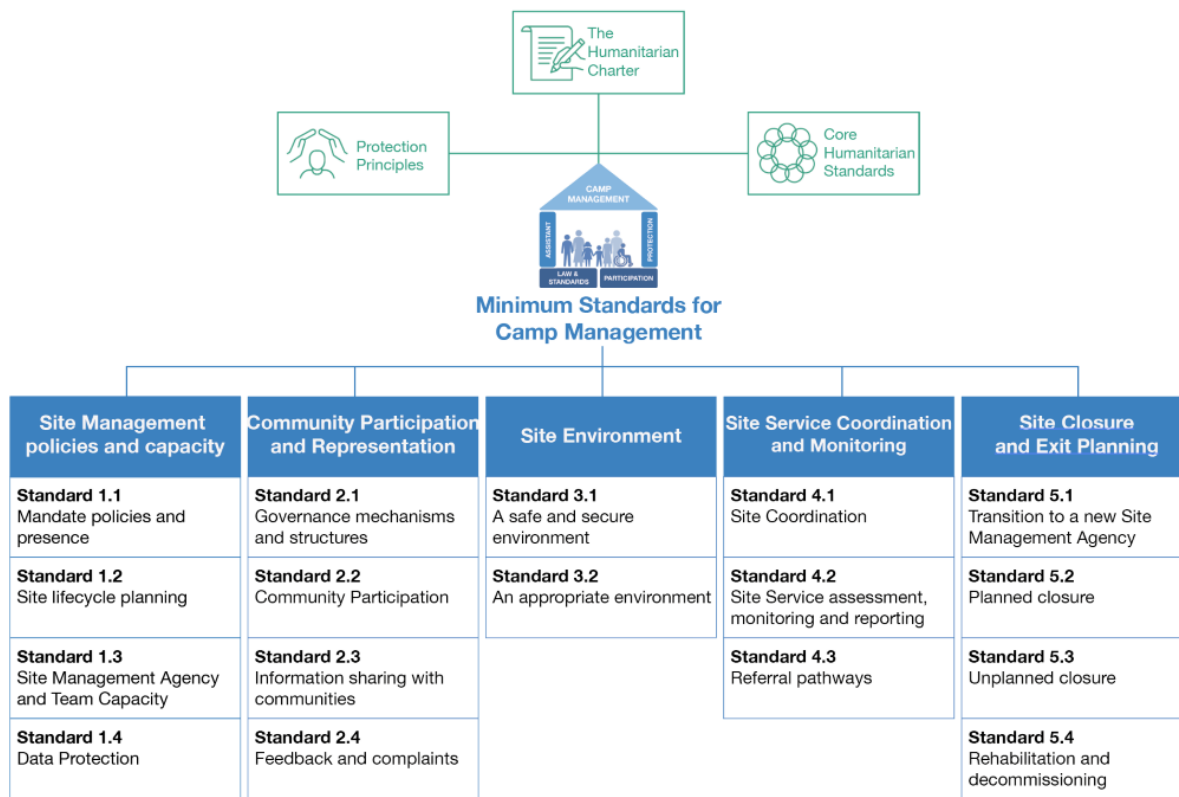 The
Humanitarian
Charter
Protection
Principles
Core
Humanitarian
Standards
CAMP
MANAGEMENT
ASSISTANT
PROTECTION
LAW &
STANDARDS
PARTICIPATION
Minimum Standards for
Camp Management
Site Management
policies and capacity
Standard 1.1
Mandate policies and
presence
Standard 1.2
Site lifecycle planning
Standard 1.3
Site Management Agency
and Team Capacity
Standard 1.4
Data Protection
Community Participation
and Representation
Standard 2.1
Governance mechanisms
and structures
Standard 2.2
Community Participation
Standard 2.3
Information sharing with
communities
Standard 2.4
Feedback and complaints
Site Environment
Standard 3.1
A safe and secure
environment
Standard 3.2
An appropriate environment
Site Service Coordination
and Monitoring
Standard 4.1
Site Coordination
Standard 4.2
Site Service assessment,
monitoring and reporting
Standard 4.3
Referral pathways
Site Closure
and Exit Planning
Standard 5.1
Transition to a new Site
Management Agency
Standard 5.2
Planned closure
Standard 5.3
Unplanned closure
Standard 5.4
Rehabilitation and
decommissioning